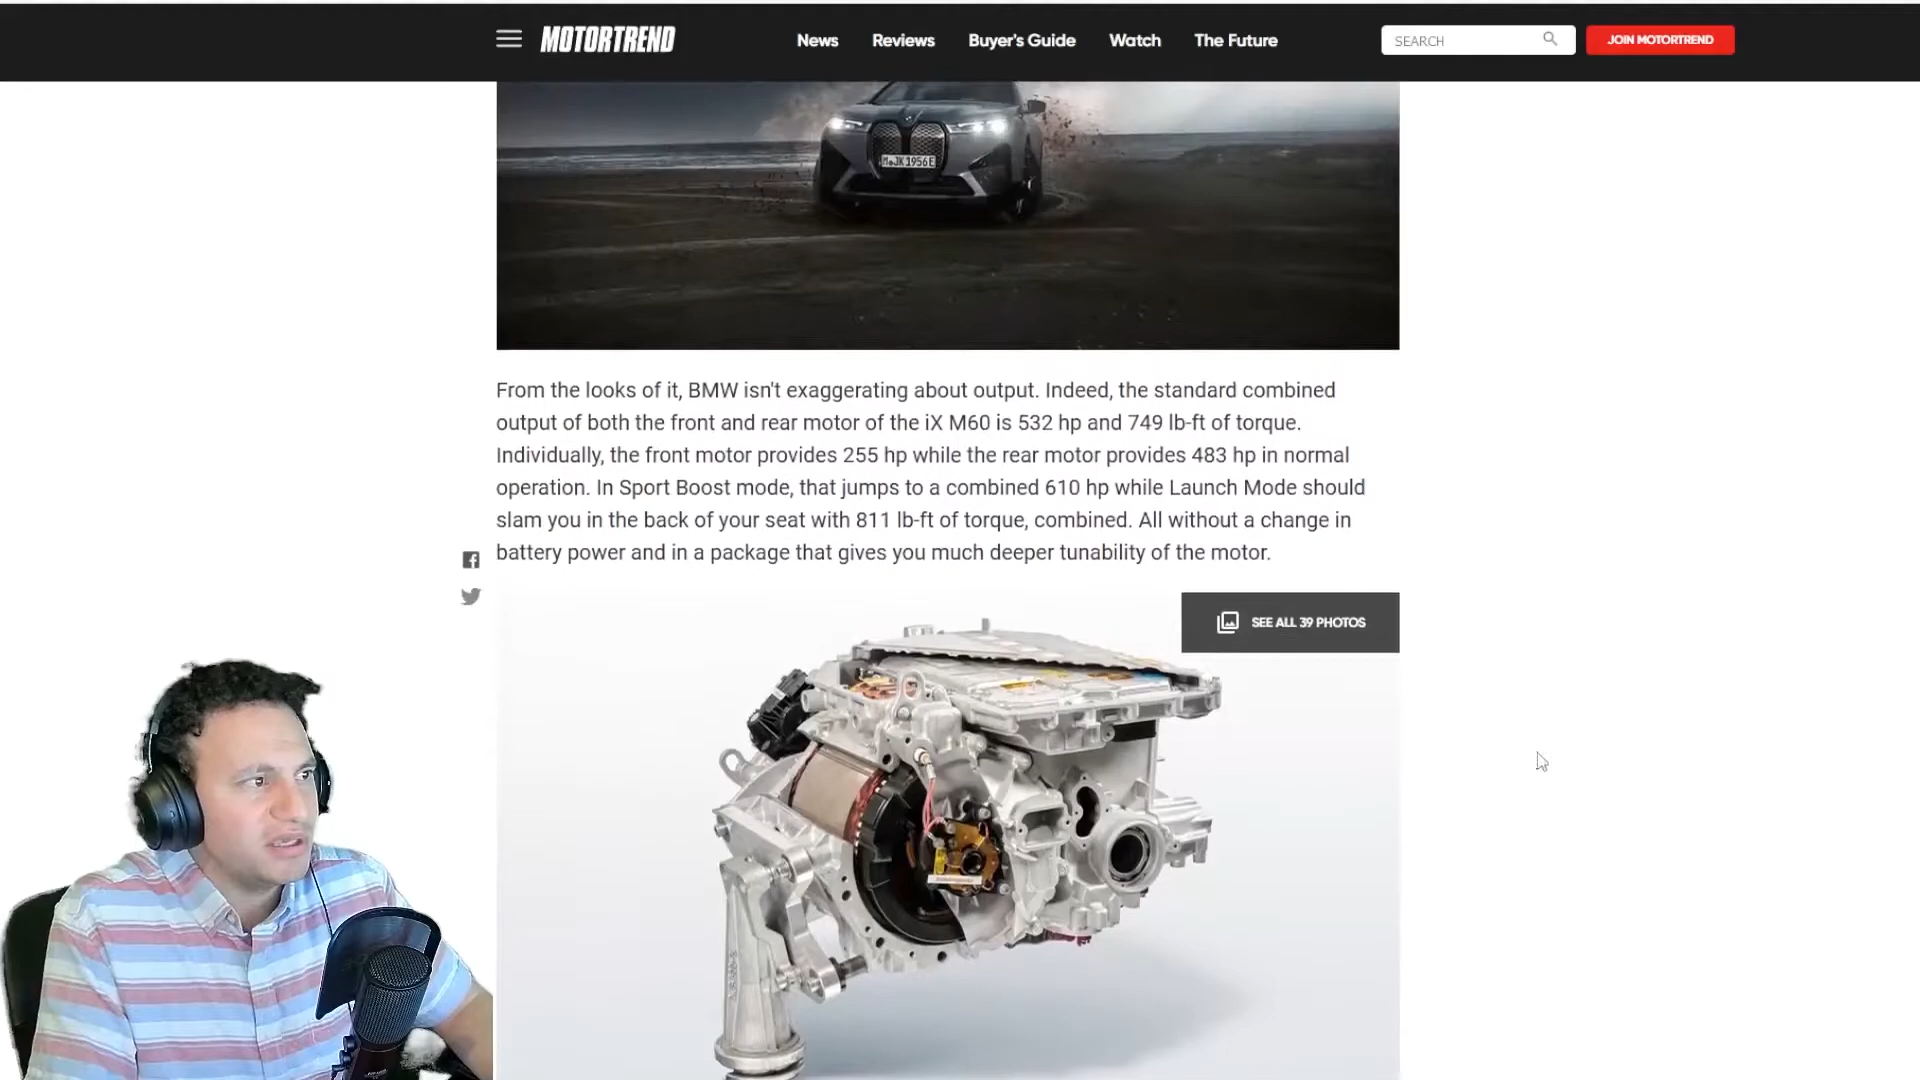 MOTORTREND
News
Reviews
Buyer's Guide
Watch
The Future
SEARCH
JOIN MOTORTREND
M·JK 1956E
From the looks of it, BMW isn't exaggerating about output. Indeed, the standard combined
output of both the front and rear motor of the iX M60 is 532 hp and 749 lb-ft of torque.
Individually, the front motor provides 255 hp while the rear motor provides 483 hp in normal
operation. In Sport Boost mode, that jumps to a combined 610 hp while Launch Mode should
slam you in the back of your seat with 811 lb-ft of torque, combined. All without a change in
battery power and in a package that gives you much deeper tunability of the motor.
SEE ALL 39 PHOTOS